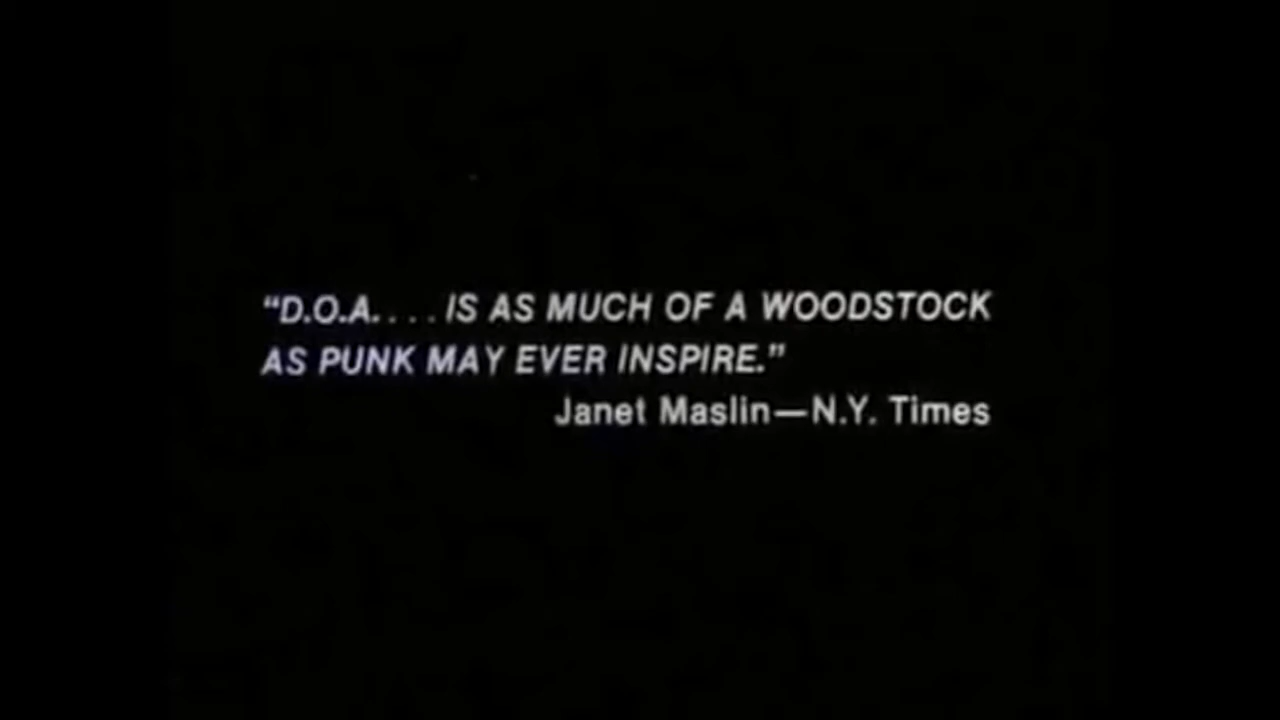 “D.O.A. . . . IS AS MUCH OF A WOODSTOCK
AS PUNK MAY EVER INSPIRE.”
Janet Maslin—N.Y. Times